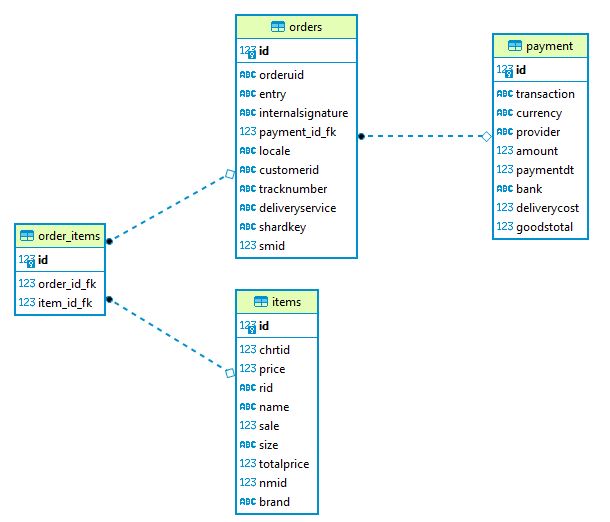 orders
123 id
ABC orderuid
ABC entry
ABC internalsignature
123 payment_id_fk
ABC locale
ABC customerid
ABC tracknumber
ABC deliveryservice
ABC shardkey
123 smid
payment
123 id
ABC transaction
ABC currency
ABC provider
123 amount
123 paymentdt
ABC bank
123 deliverycost
123 goodstotal
order_items
123 id
123 order_id_fk
123 item_id_fk
items
123 id
123 chrtid
123 price
ABC rid
ABC name
123 sale
ABC size
123 totalprice
123 nmid
ABC brand